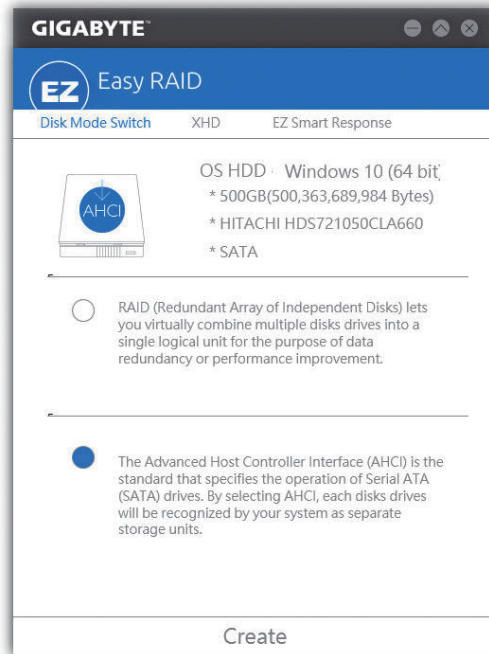 GIGABYTE™
EZ Easy RAID
Disk Mode Switch XHD EZ Smart Response
AHCI
OS HDD · Windows 10 (64 bit)
* 500GB(500,363,689,984 Bytes)
* HITACHI HDS721050CLA660
* SATA
RAID (Redundant Array of Independent Disks) lets
you virtually combine multiple disks drives into a
single logical unit for the purpose of data
redundancy or performance improvement.
The Advanced Host Controller Interface (AHCI) is the
standard that specifies the operation of Serial ATA
(SATA) drives. By selecting AHCI, each disks drives
will be recognized by your system as separate
storage units.
Create